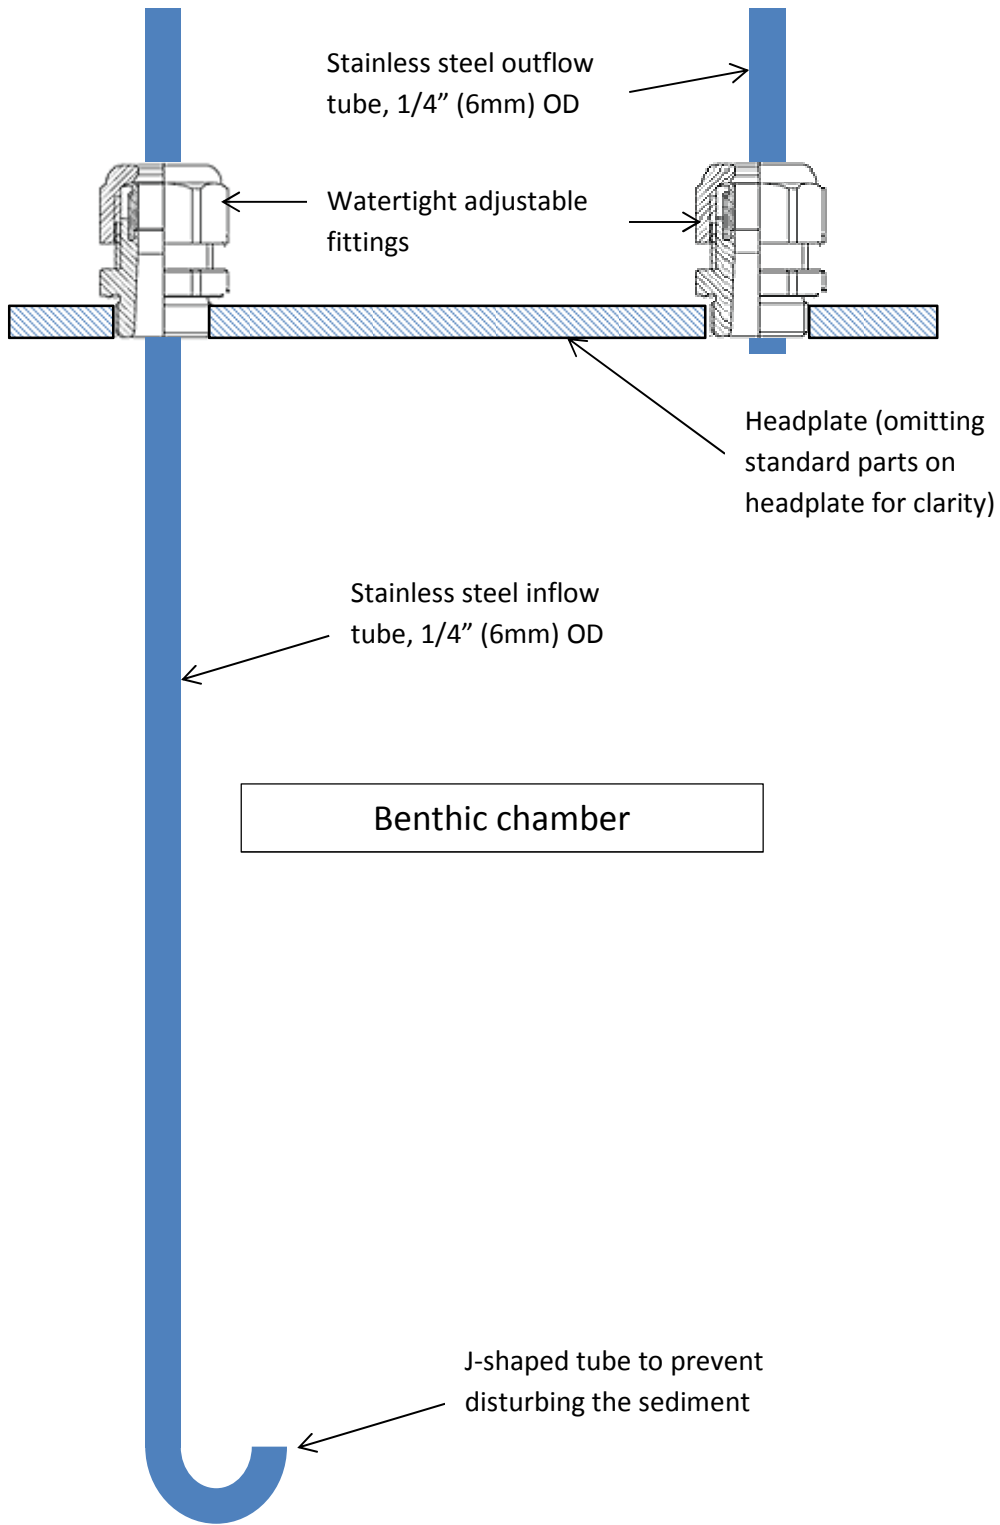 Stainless steel outflow
tube, 1/4” (6mm) OD
Watertight adjustable
fittings
Headplate (omitting
standard parts on
headplate for clarity)
Stainless steel inflow
tube, 1/4” (6mm) OD
Benthic chamber
J-shaped tube to prevent
disturbing the sediment